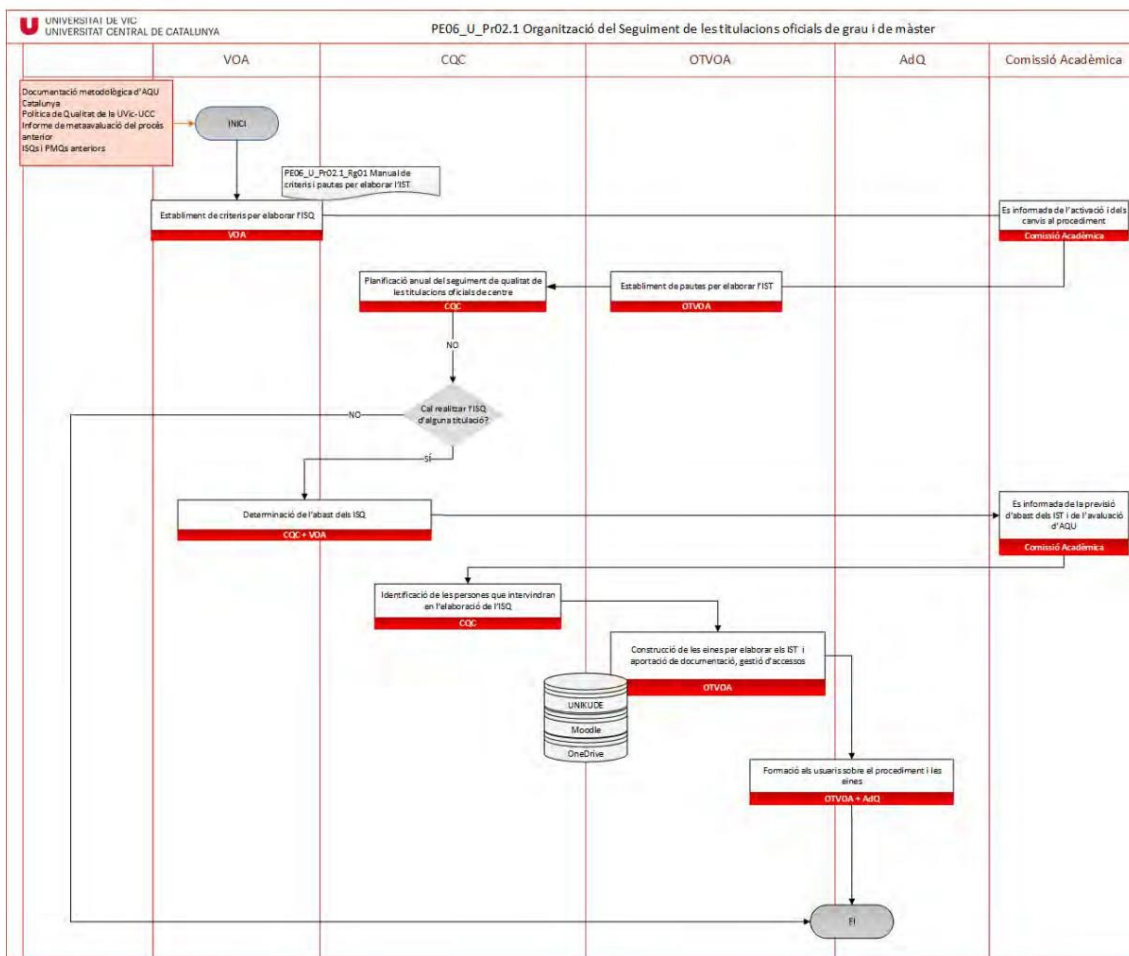 UNIVERSITAT DE VIC
UNIVERSITAT CENTRAL DE CATALUNYA
PE06_U_Pr02.1 Organització del Seguiment de les titulacions oficials de grau i de màster
VOA
CQC
OTVOA
AdQ
Comissió Acadèmica
Documentació metodològica d'AQU
Catalunya
Política de Qualitat de la UVic-UCC
Informe de metaavaluació del procés
anterior
ISQs i PMQs anteriors
INICI
PE06_U_Pr02.1_Rg01 Manual de
criteris i pautes per elaborar l'IST
Establiment de criteris per elaborar l'ISQ
VOA
Es informada de l'activació i dels
canvis al procediment
Comissió Acadèmica
Planificació anual del seguiment de qualitat de
les titulacions oficials de centre
CQC
Establiment de pautes per elaborar l'IST
OTVOA
NO
Cal realitzar l'ISQ
d'alguna titulació?
NO
SÍ
Determinació de l'abast dels ISQ
CQC + VOA
Es informada de la previsió
d'abast dels IST i de l'avaluació
d'AQU
Comissió Acadèmica
Identificació de les persones que intervindran
en l'elaboració de l'ISQ
CQC
Construcció de les eines per elaborar els IST i
aportació de documentació, gestió d'accessos
OTVOA
UNIKUDE
Moodle
OneDrive
Formació als usuaris sobre el procediment i les
eines
OTVOA + AdQ
FI